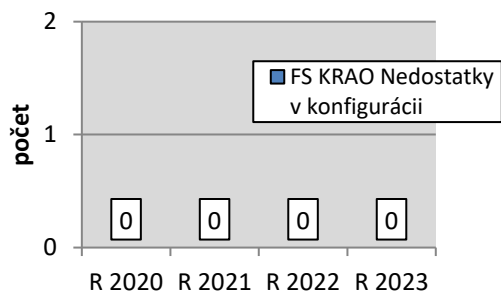 2
FS KRAO Nedostatky
v konfigurácii
počet
1
0 0 0 0
0
R 2020 R 2021 R 2022 R 2023